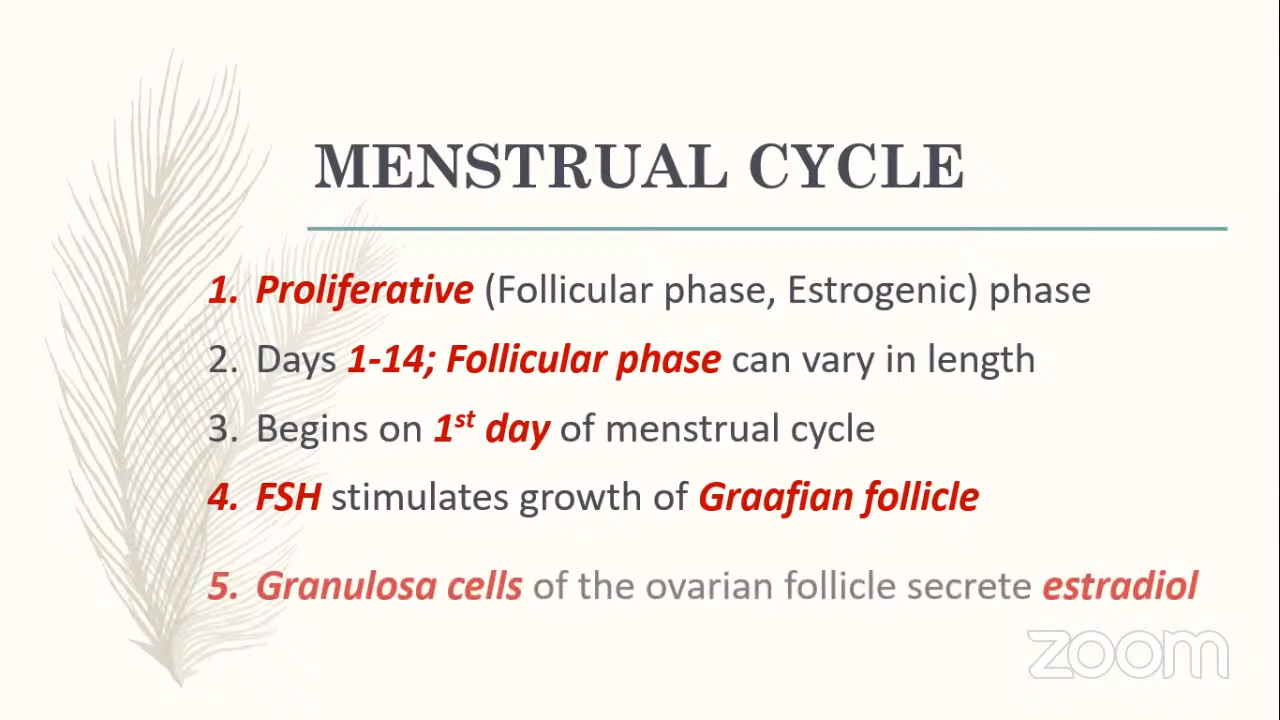 MENSTRUAL CYCLE
1. Proliferative (Follicular phase, Estrogenic) phase
2. Days 1-14; Follicular phase can vary in length
3. Begins on 1st day of menstrual cycle
4. FSH stimulates growth of Graafian follicle
5. Granulosa cells of the ovarian follicle secrete estradiol
zoom